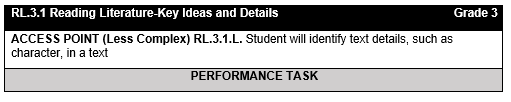 RL.3.1 Reading Literature-Key Ideas and Details Grade 3
ACCESS POINT (Less Complex) RL.3.1.L. Student will identify text details, such as
character, in a text
PERFORMANCE TASK